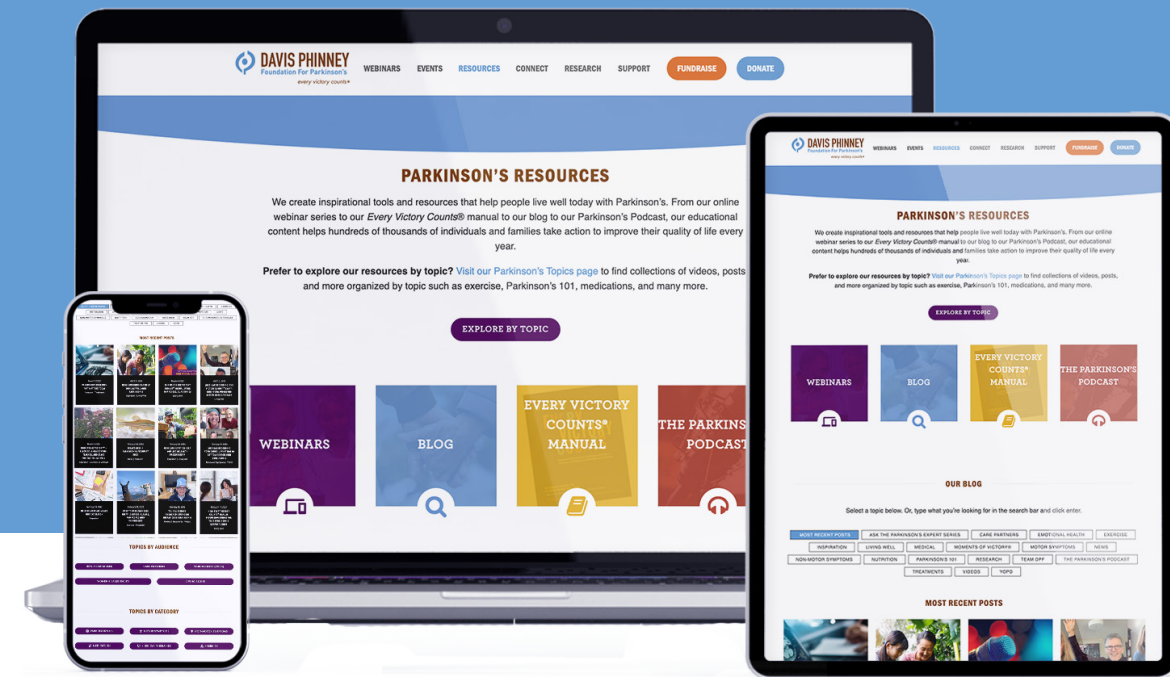 DAVIS PHINNEY
Foundation For Parkinson's
every victory counts®
WEBINARS EVENTS RESOURCES CONNECT RESEARCH SUPPORT FUNDRAISE DONATE
PARKINSON'S RESOURCES
We create inspirational tools and resources that help people live well today with Parkinson's. From our online
webinar series to our Every Victory Counts® manual to our blog to our Parkinson's Podcast, our educational
content helps hundreds of thousands of individuals and families take action to improve their quality of life every
year.
Prefer to explore our resources by topic? Visit our Parkinson's Topics page to find collections of videos, posts
and more organized by topic such as exercise, Parkinson's 101, medications, and many more.
EXPLORE BY TOPIC
WEBINARS
BLOG
EVERY VICTORY
COUNTS®
MANUAL
THE PARKINS
PODCAST
DAVIS PHINNEY
Foundation For Parkinson's
every victory counts®
WEBINARS EVENTS RESOURCES CONNECT RESEARCH SUPPORT FUNDRAISE DONATE
PARKINSON'S RESOURCES
We create inspirational tools and resources that help people live well today with Parkinson's. From our online
webinar series to our Every Victory Counts® manual to our blog to our Parkinson's Podcast, our educational
content helps hundreds of thousands of individuals and families take action to improve their quality of life every
year.
Prefer to explore our resources by topic? Visit our Parkinson's Topics page to find collections of videos, posts,
and more organized by topic such as exercise, Parkinson's 101, medications, and many more.
EXPLORE BY TOPIC
WEBINARS
BLOG
EVERY VICTORY
COUNTS®
MANUAL
THE PARKINSON'S
PODCAST
OUR BLOG
Select a topic below. Or, type what you're looking for in the search bar and click enter.
MOST RECENT POSTS ASK THE PARKINSON'S EXPERT SERIES CARE PARTNERS EMOTIONAL HEALTH EXERCISE
INSPIRATION LIVING WELL MEDICAL MOMENTS OF VICTORY® MOTOR SYMPTOMS NEWS
NON-MOTOR SYMPTOMS NUTRITION PARKINSON'S 101 RESEARCH TEAM DPF THE PARKINSON'S PODCAST
TREATMENTS VIDEOS YOPD
MOST RECENT POSTS
MOST RECENT POSTS
TOPICS BY AUDIENCE
TOPICS BY CATEGORY